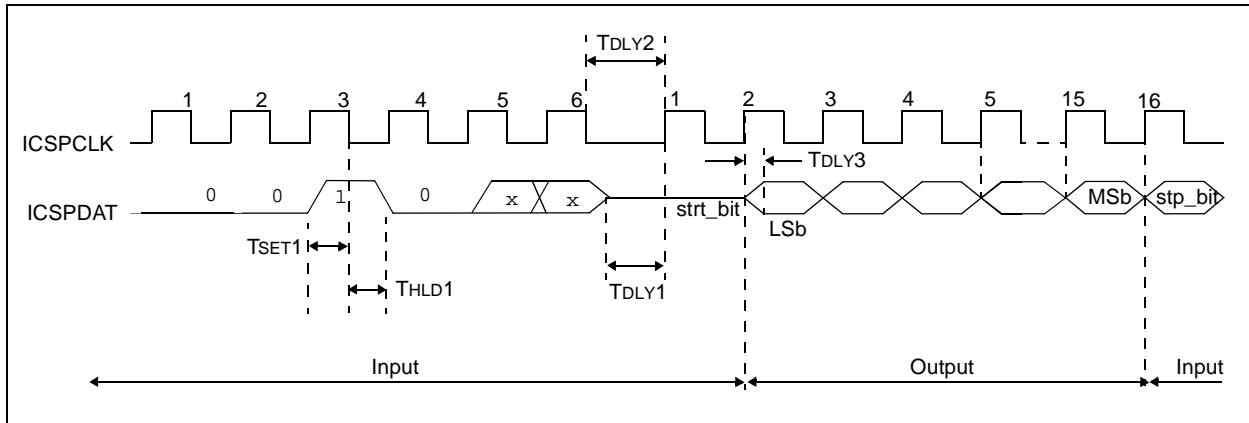 TDLY2
1 2 3 4 5 6 1 2 3 4 5 15 16
ICSPCLK
TDLY3
ICSPDAT 0 0 1 0 x x strt_bit MSb stp_bit
LSb
TSET1
THLD1 TDLY1
Input Output Input